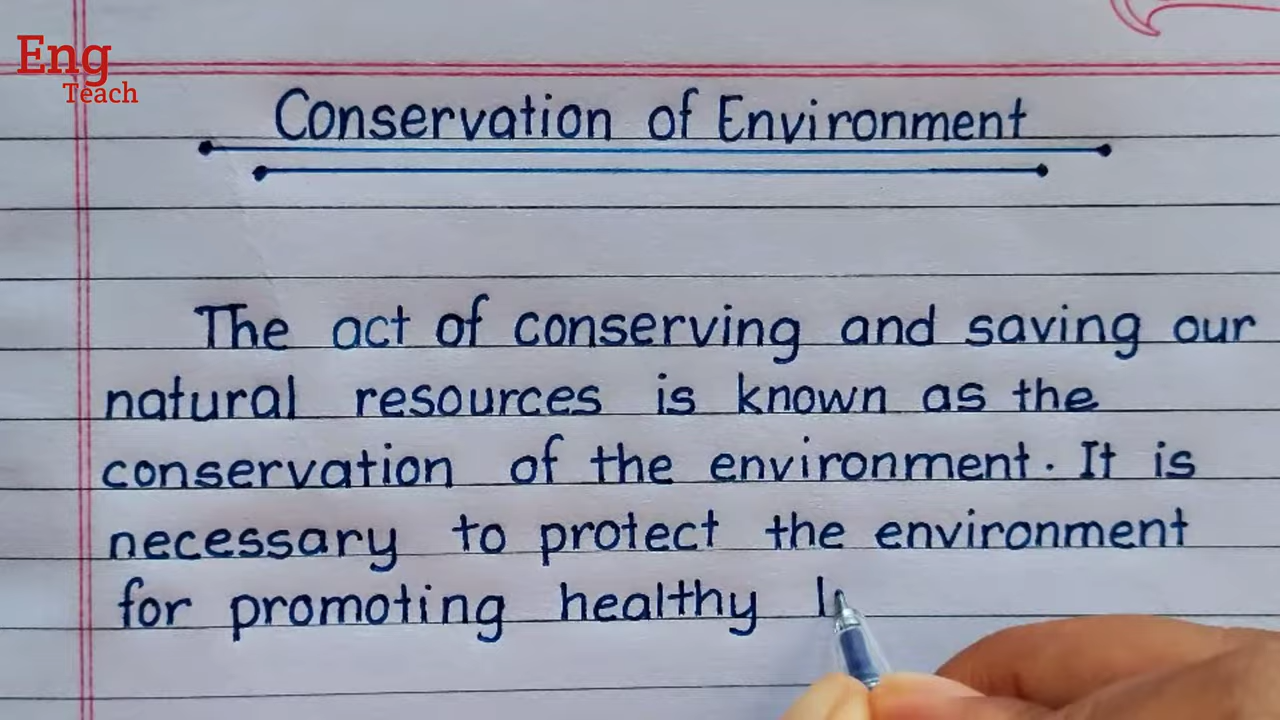 Eng
Teach
Conservation of Environment
The act of conserving and saving our
natural resources is known as the
conservation of the environment. It is
necessary to protect the environment
for promoting healthy l